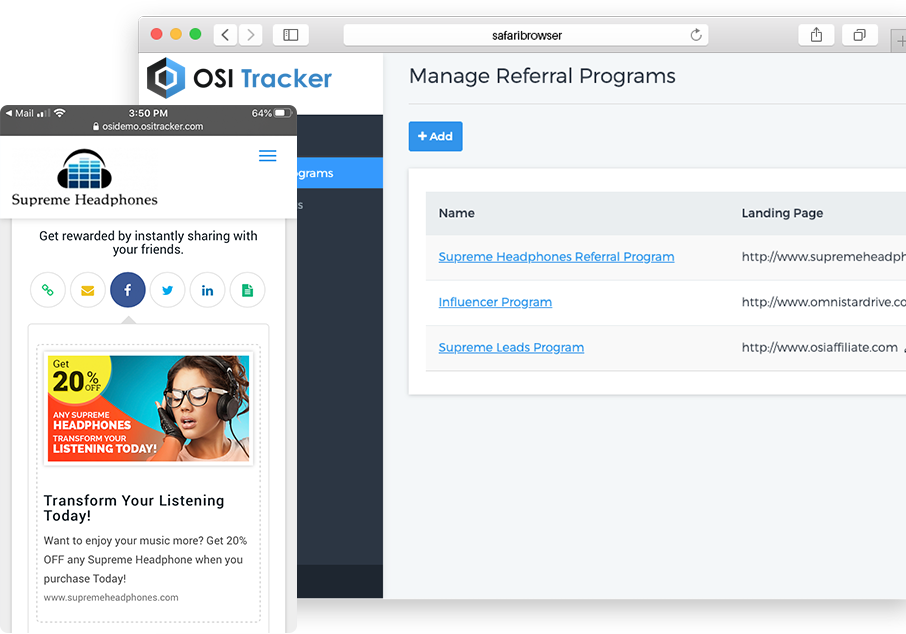 safaribrowser
OSI Tracker
Manage Referral Programs
+ Add
Name Landing Page
Supreme Headphones Referral Program http://www.supremeheadph
Influencer Program http://www.omnistardrive.co
Supreme Leads Program http://www.osiaffiliate.com
ograms
s
Mail 3:50 PM 64%
osidemo.ositracker.com
Supreme Headphones
Get rewarded by instantly sharing with
your friends.
f in
Get
20%
OFF
ANY SUPREME
HEADPHONES
TRANSFORM YOUR
LISTENING TODAY!
Transform Your Listening
Today!
Want to enjoy your music more? Get 20%
OFF any Supreme Headphone when you
purchase Today!
www.supremeheadphones.com